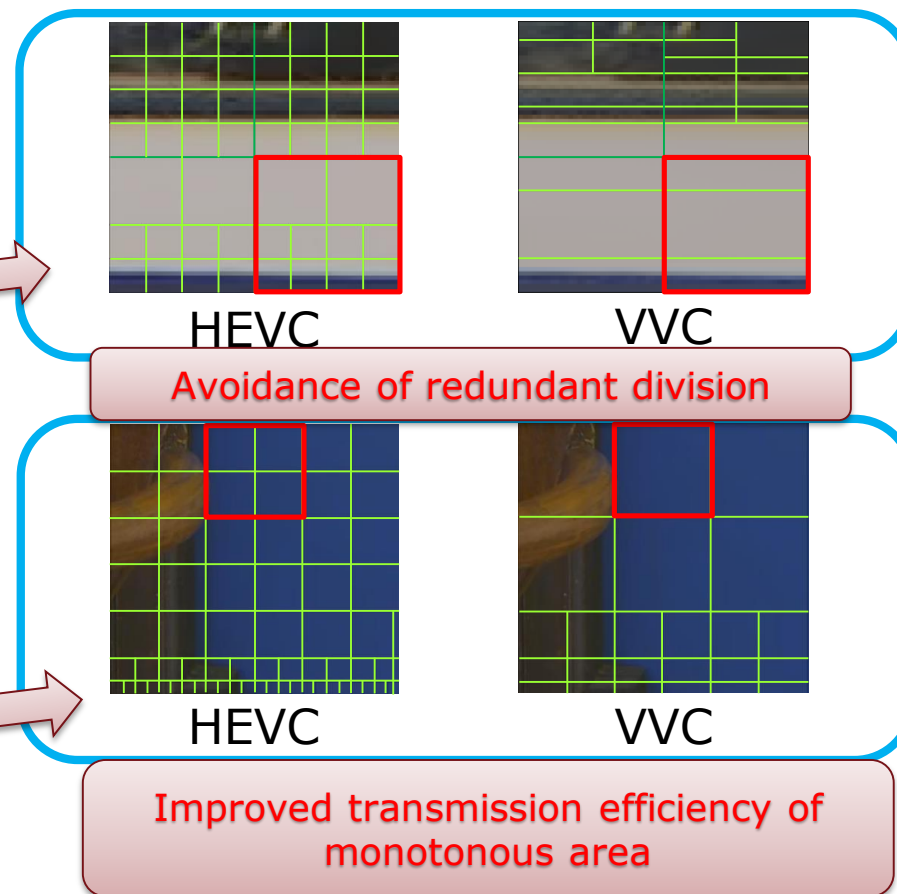 HEVC
VVC
Avoidance of redundant division
HEVC
VVC
Improved transmission efficiency of
monotonous area